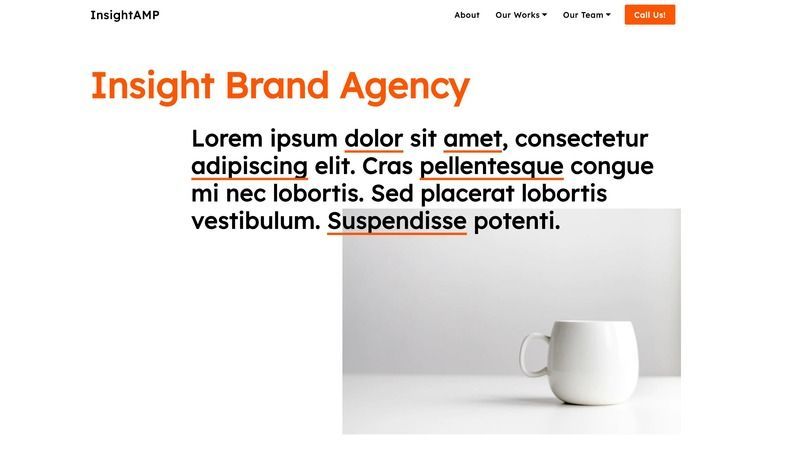 InsightAMP
About Our Works Our Team Call Us!
Insight Brand Agency
Lorem ipsum dolor sit amet, consectetur
adipiscing elit. Cras pellentesque congue
mi nec lobortis. Sed placerat lobortis
vestibulum. Suspendisse potenti.